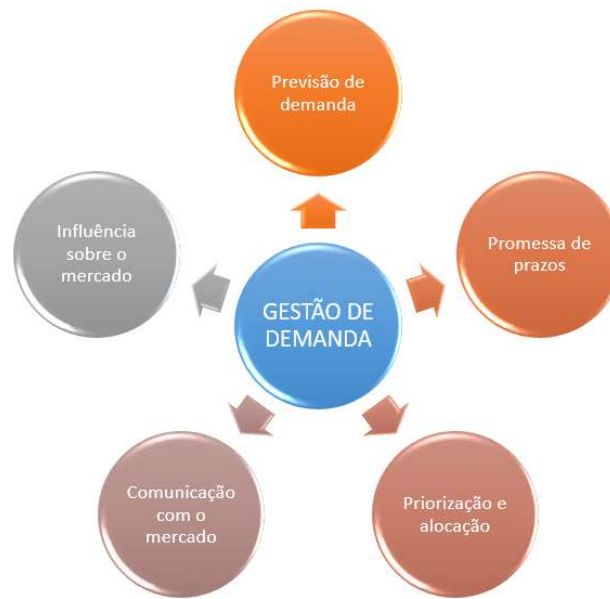 Previsão de
demanda
Influência
sobre o
mercado
Promessa de
prazos
GESTÃO DE
DEMANDA
Comunicação
com o
mercado
Priorização e
alocação